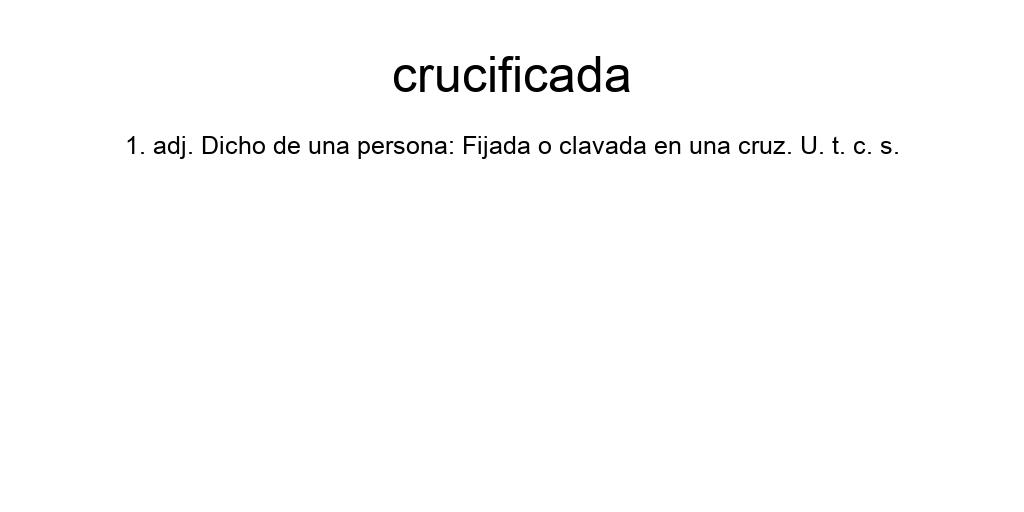 crucificada
1. adj. Dicho de una persona: Fijada o clavada en una cruz. U. t. c. s.